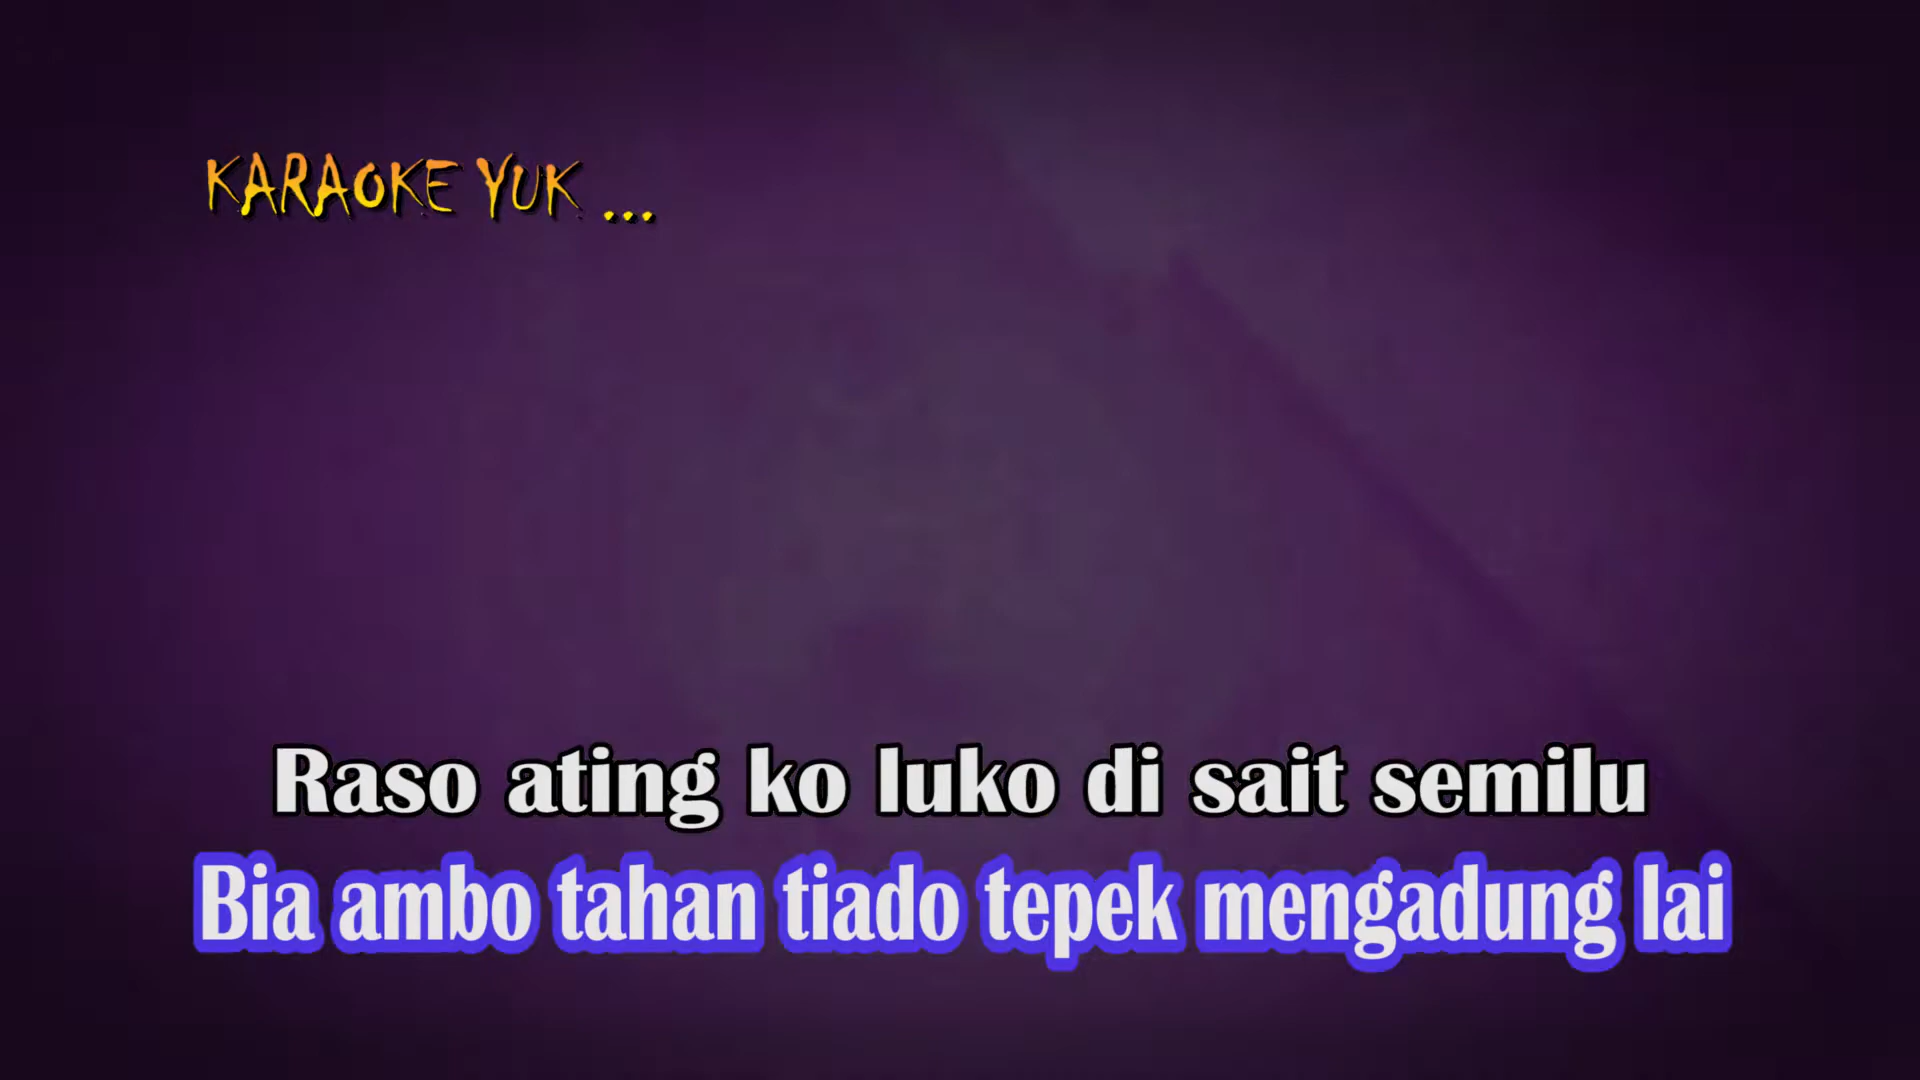 KARAOKE YUK ...
Raso ating ko luko di sait semilu
Bia ambo tahan tiado tepek mengadung lai